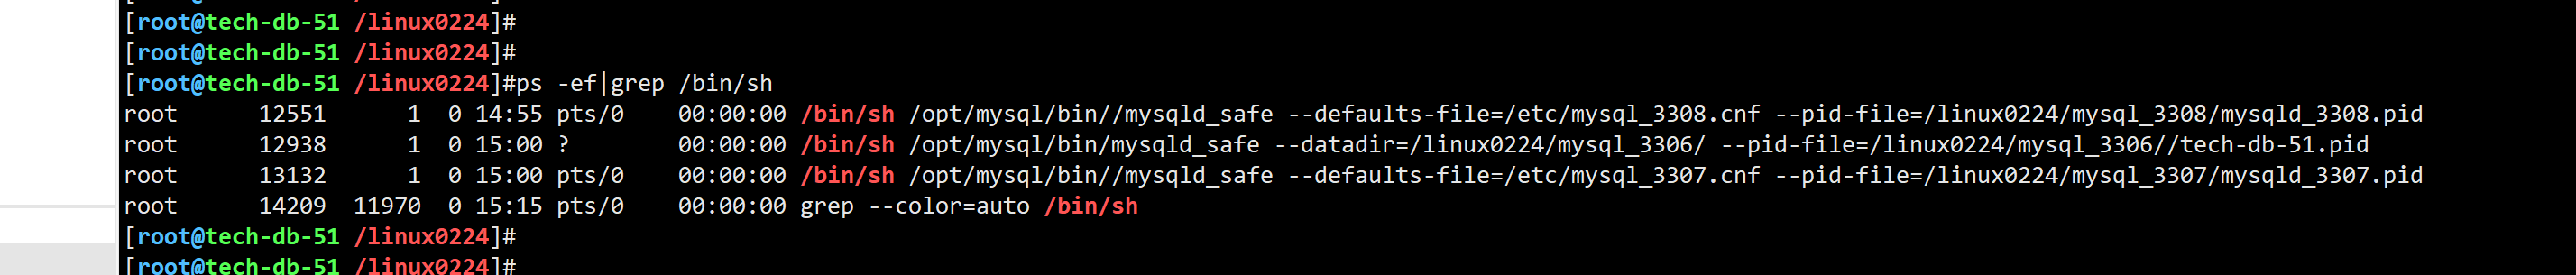 [root@tech-db-51 /linux0224]#
[root@tech-db-51 /linux0224]#
[root@tech-db-51 /linux0224]#ps -ef|grep /bin/sh
root      12551      1  0 14:55 pts/0    00:00:00 /bin/sh /opt/mysql/bin//mysqld_safe --defaults-file=/etc/mysql_3308.cnf --pid-file=/linux0224/mysql_3308/mysqld_3308.pid
root      12938      1  0 15:00 ?        00:00:00 /bin/sh /opt/mysql/bin/mysqld_safe --datadir=/linux0224/mysql_3306/ --pid-file=/linux0224/mysql_3306//tech-db-51.pid
root      13132      1  0 15:00 pts/0    00:00:00 /bin/sh /opt/mysql/bin//mysqld_safe --defaults-file=/etc/mysql_3307.cnf --pid-file=/linux0224/mysql_3307/mysqld_3307.pid
root      14209  11970  0 15:15 pts/0    00:00:00 grep --color=auto /bin/sh
[root@tech-db-51 /linux0224]#
[root@tech-db-51 /linux0224]#